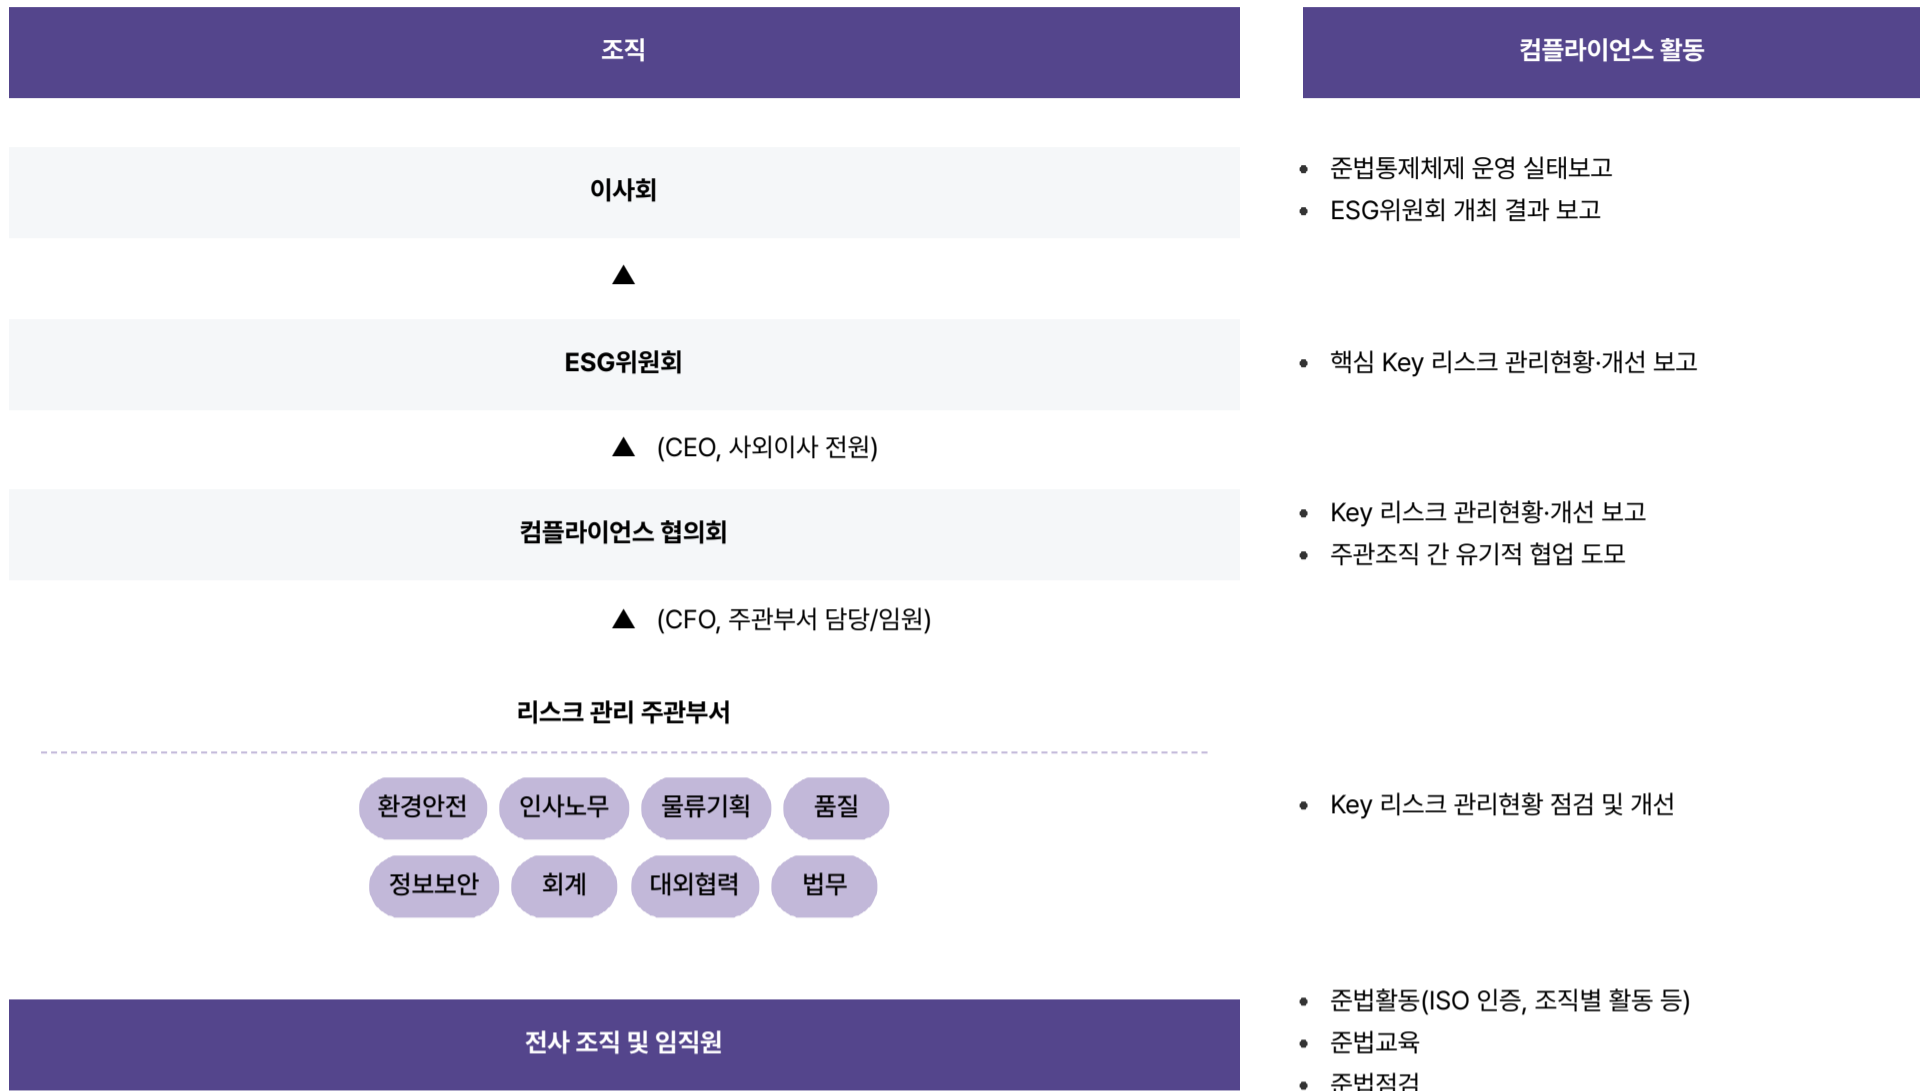 조직
컴플라이언스 활동
이사회
준법통제체제 운영 실태보고
ESG위원회 개최 결과 보고
▲
ESG위원회
핵심 Key 리스크 관리현황·개선 보고
▲ (CEO, 사외이사 전원)
컴플라이언스 협의회
Key 리스크 관리현황·개선 보고
주관조직 간 유기적 협업 도모
▲ (CFO, 주관부서 담당/임원)
리스크 관리 주관부서
환경안전 인사노무 물류기획 품질
정보보안 회계 대외협력 법무
Key 리스크 관리현황 점검 및 개선
전사 조직 및 임직원
준법활동(ISO 인증, 조직별 활동 등)
준법교육
준법점검